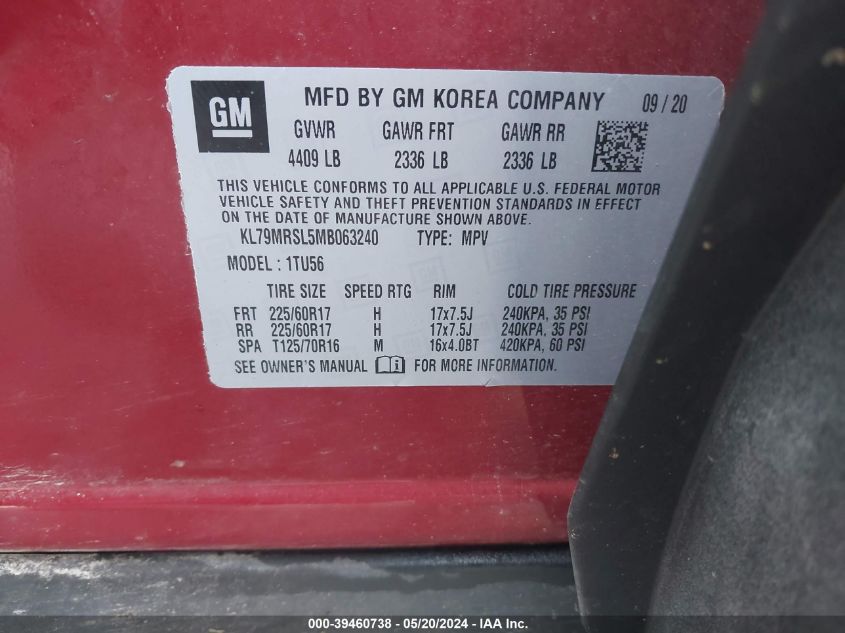 GM MFD BY GM KOREA COMPANY 09/20
GVWR GAWR FRT GAWR RR
4409 LB 2336 LB 2336 LB
THIS VEHICLE CONFORMS TO ALL APPLICABLE U.S. FEDERAL MOTOR
VEHICLE SAFETY AND THEFT PREVENTION STANDARDS IN EFFECT
ON THE DATE OF MANUFACTURE SHOWN ABOVE.
KL79MRSL5MB063240 TYPE: MPV
MODEL : 1TU56
TIRE SIZE SPEED RTG RIM COLD TIRE PRESSURE
FRT 225/60R17 H 17x7.5J 240KPA, 35 PSI
RR 225/60R17 H 17x7.5J 240KPA, 35 PSI
SPA T125/70R16 M 16x4.0BT 420KPA, 60 PSI
SEE OWNER'S MANUAL FOR MORE INFORMATION.
000-39460738 - 05/20/2024 - IAA Inc.